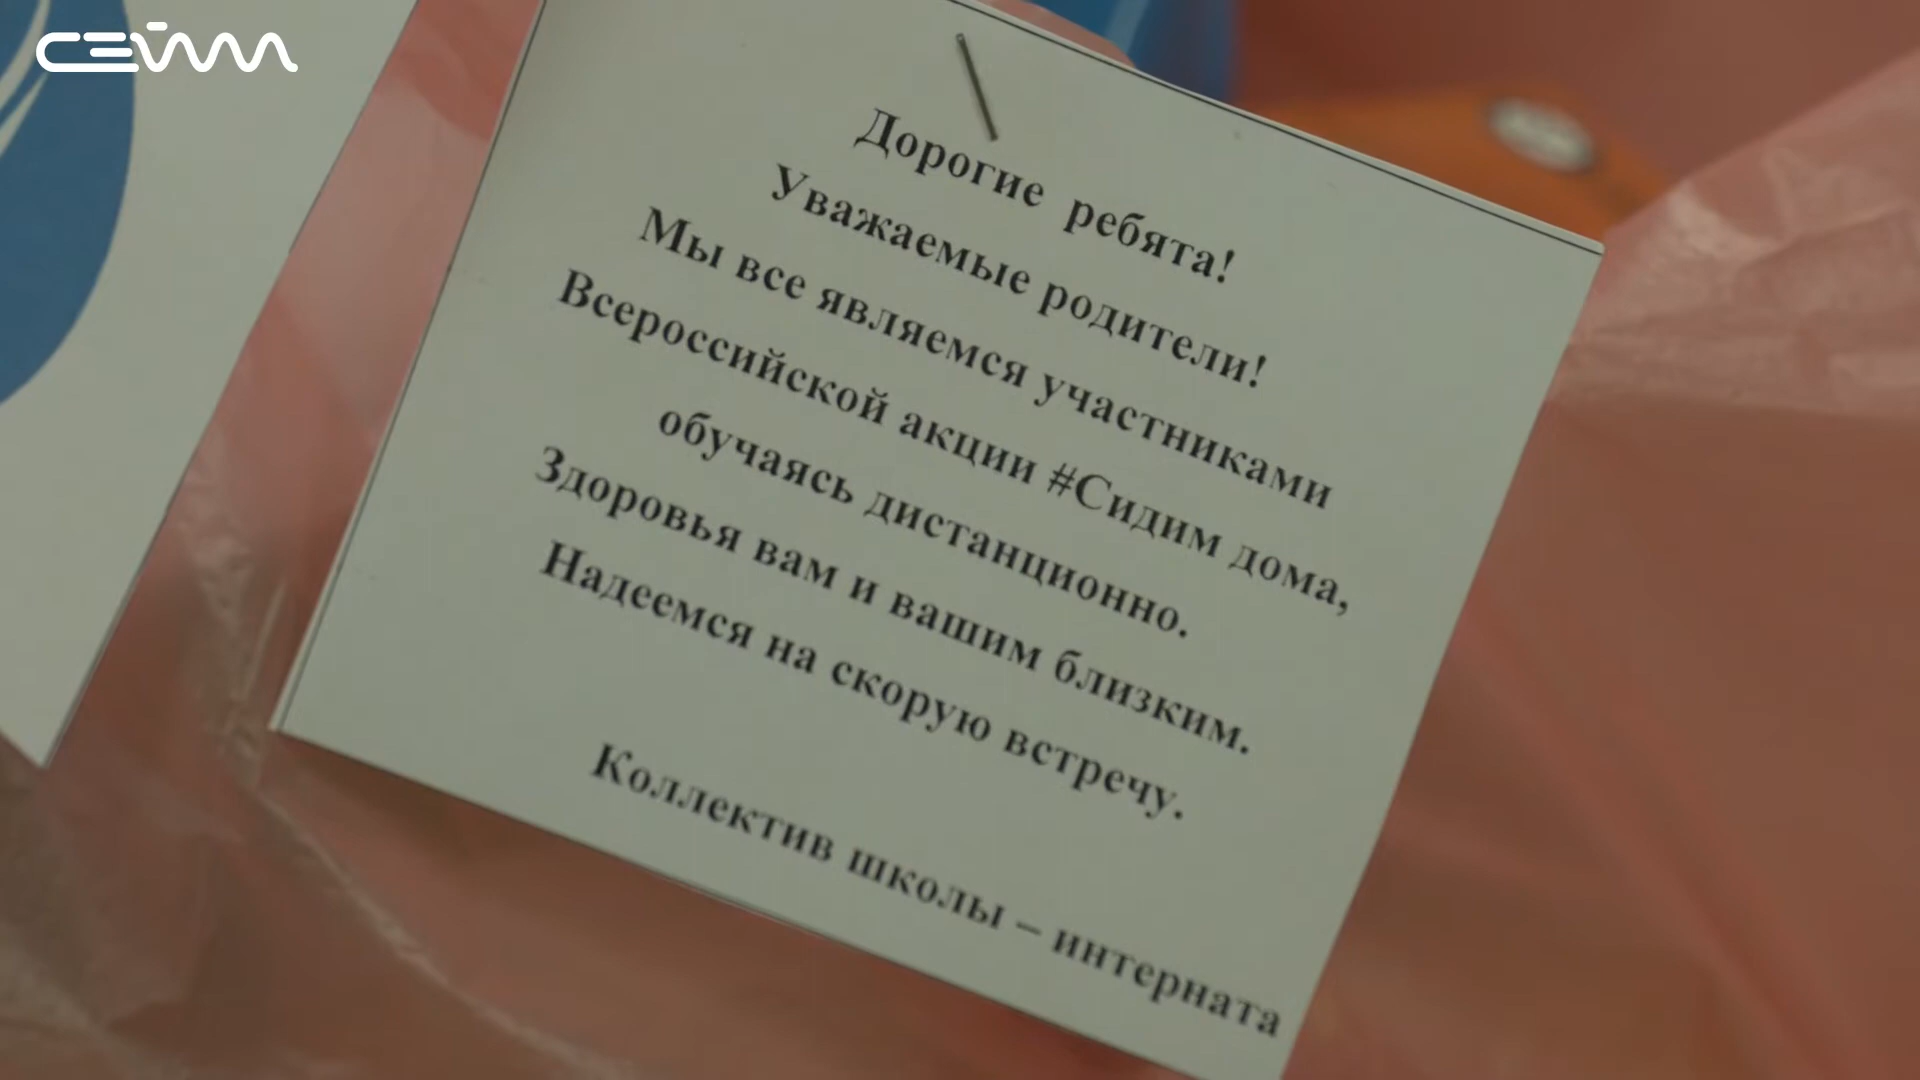 СЕЙМ
Дорогие ребята!
Уважаемые родители!
Мы все являемся участниками
Всероссийской акции #Сидим дома,
обучаясь дистанционно.
Здоровья вам и вашим близким.
Надеемся на скорую встречу.
Коллектив школы – интерната